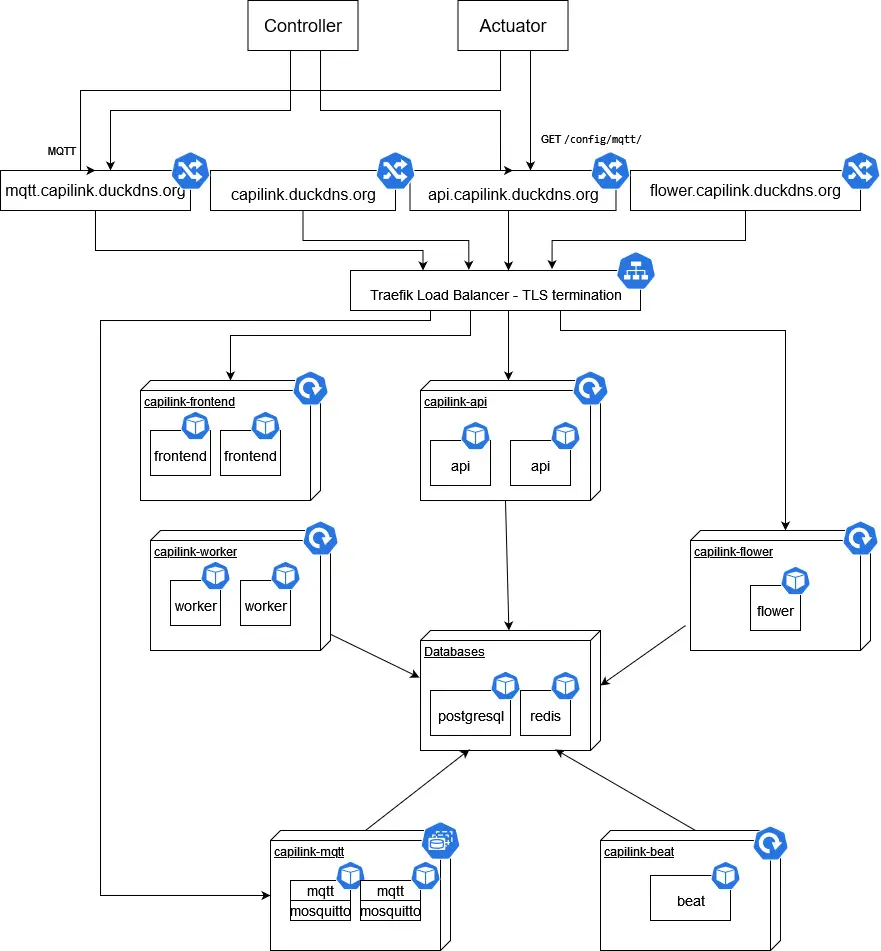 Controller
Actuator
MQTT
GET /config/mqtt/
mqtt.capilink.duckdns.org
capilink.duckdns.org
api.capilink.duckdns.org
flower.capilink.duckdns.org
Traefik Load Balancer - TLS termination
capilink-frontend
frontend
frontend
capilink-api
api
api
capilink-worker
worker
worker
capilink-flower
flower
Databases
postgresql
redis
capilink-mqtt
mqtt
mqtt
mosquitto
mosquitto
capilink-beat
beat